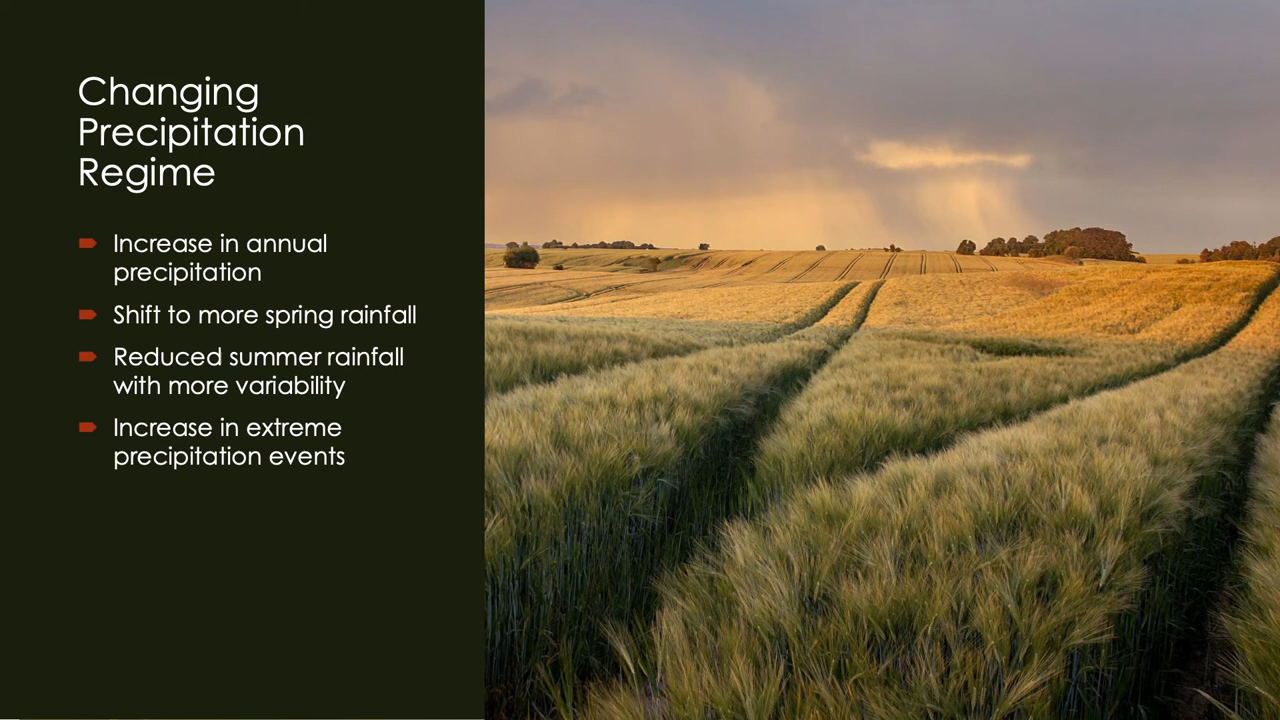 Changing
Precipitation
Regime
Increase in annual
precipitation
Shift to more spring rainfall
Reduced summer rainfall
with more variability
Increase in extreme
precipitation events